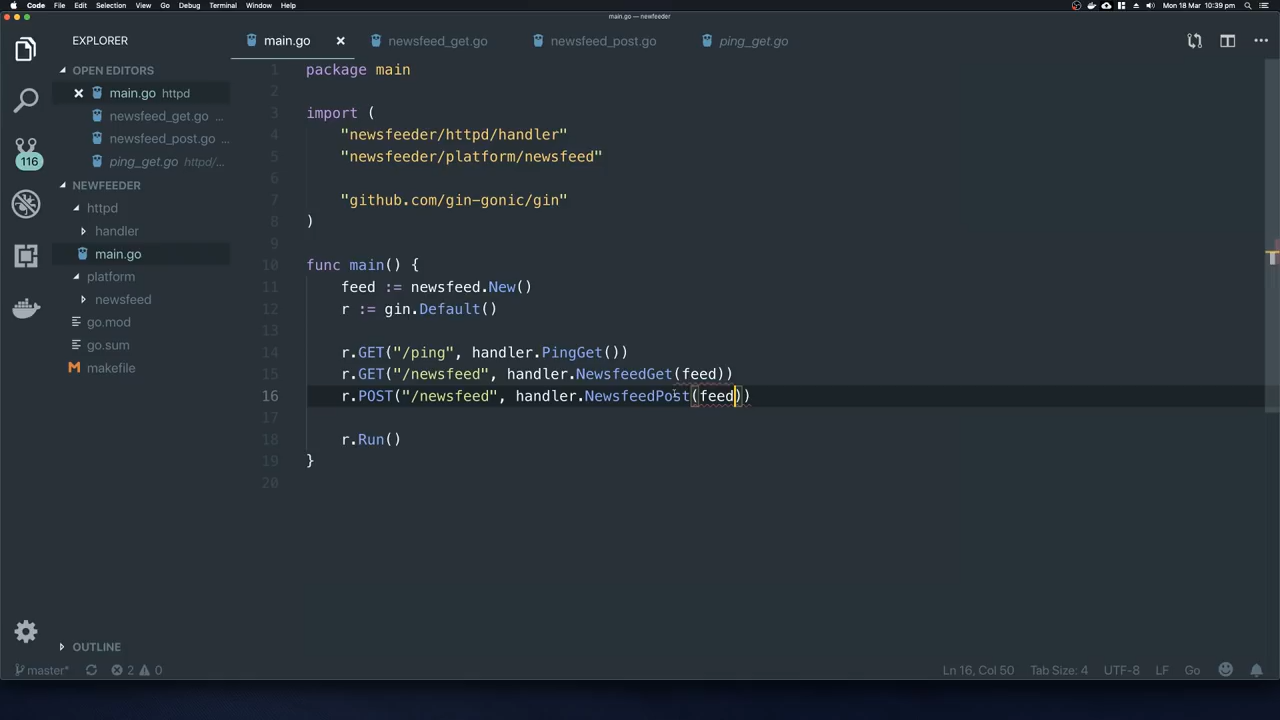 Code File Edit Selection View Go Debug Terminal Window Help Mon 18 Mar 10:39 pm
main.go — newfeeder
EXPLORER
OPEN EDITORS
main.go httpd
newsfeed_get.go ...
newsfeed_post.go ...
ping_get.go httpd/...
116
NEWFEEDER
httpd
handler
main.go
platform
newsfeed
go.mod
go.sum
makefile
OUTLINE
main.go newsfeed_get.go newsfeed_post.go ping_get.go
1 package main
2
3 import (
4 "newsfeeder/httpd/handler"
5 "newsfeeder/platform/newsfeed"
6
7 "github.com/gin-gonic/gin"
8 )
9
10 func main() {
11 feed := newsfeed.New()
12 r := gin.Default()
13
14 r.GET("/ping", handler.PingGet())
15 r.GET("/newsfeed", handler.NewsfeedGet(feed))
16 r.POST("/newsfeed", handler.NewsfeedPost(feed))
17
18 r.Run()
19 }
20
master* 2 0 Ln 16, Col 50 Tab Size: 4 UTF-8 LF Go